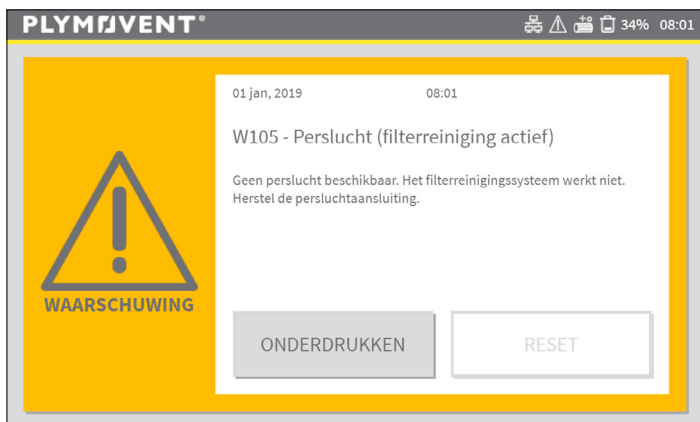 PLYMOVENT®
34% 08:01
01 jan, 2019 08:01
W105 - Perslucht (filterreiniging actief)
Geen perslucht beschikbaar. Het filterreinigingssysteem werkt niet.
Herstel de persluchtaansluiting.
WAARSCHUWING
ONDERDRUKKEN RESET